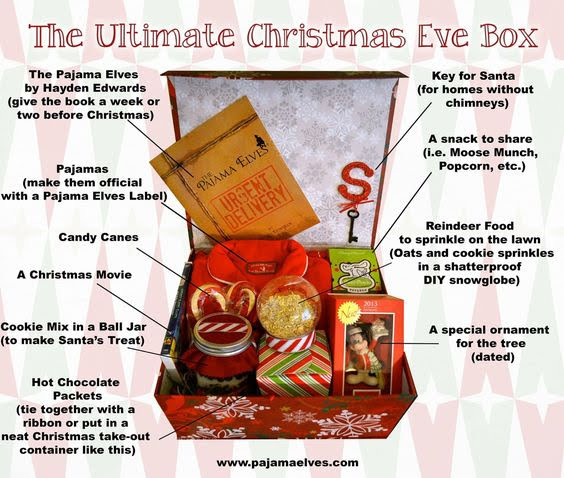 The Ultimate Christmas Eve Box
The Pajama Elves
by Hayden Edwards
(give the book a week or
two before Christmas)
Pajamas
(make them official
with a Pajama Elves Label)
Candy Canes
A Christmas Movie
Cookie Mix in a Ball Jar
(to make Santa's Treat)
Hot Chocolate
Packets
(tie together with a
ribbon or put in a
neat Christmas take-out
container like this)
THE
PAJAMA ELVES
URGENT
DELIVERY
S
2013
Key for Santa
(for homes without
chimneys)
A snack to share
(i.e. Moose Munch,
Popcorn, etc.)
Reindeer Food
to sprinkle on the lawn
(Oats and cookie sprinkles
in a shatterproof
DIY snowglobe)
A special ornament
for the tree
(dated)
www.pajamaelves.com